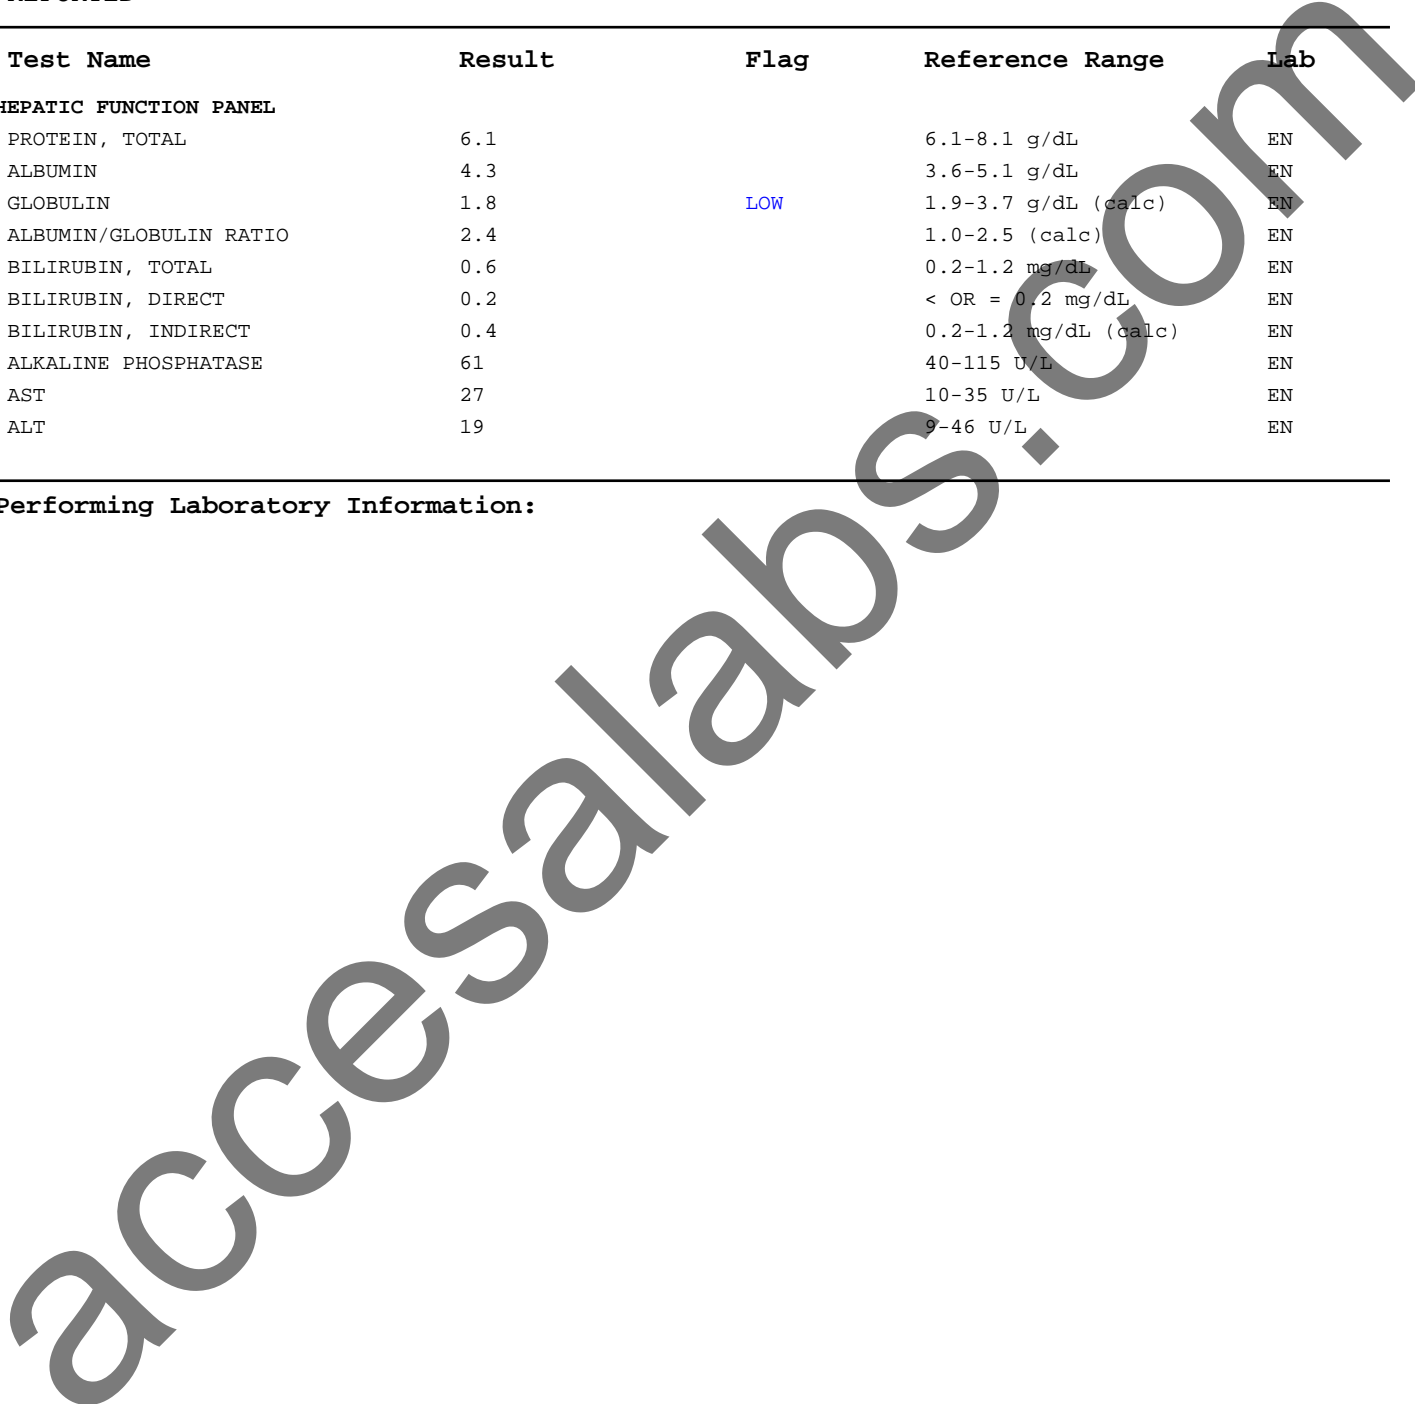 Test Name Result Flag Reference Range Lab
HEPATIC FUNCTION PANEL
PROTEIN, TOTAL 6.1 6.1-8.1 g/dL EN
ALBUMIN 4.3 3.6-5.1 g/dL EN
GLOBULIN 1.8 LOW 1.9-3.7 g/dL (calc) EN
ALBUMIN/GLOBULIN RATIO 2.4 1.0-2.5 (calc) EN
BILIRUBIN, TOTAL 0.6 0.2-1.2 mg/dL EN
BILIRUBIN, DIRECT 0.2 < OR = 0.2 mg/dL EN
BILIRUBIN, INDIRECT 0.4 0.2-1.2 mg/dL (calc) EN
ALKALINE PHOSPHATASE 61 40-115 U/L EN
AST 27 10-35 U/L EN
ALT 19 9-46 U/L EN
Performing Laboratory Information:
accesalabs.com